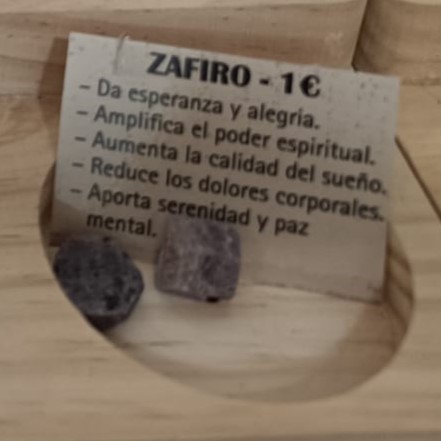 ZAFIRO - 1€
- Da esperanza y alegría.
- Amplifica el poder espiritual.
- Aumenta la calidad del sueño.
- Reduce los dolores corporales.
- Aporta serenidad y paz
mental.